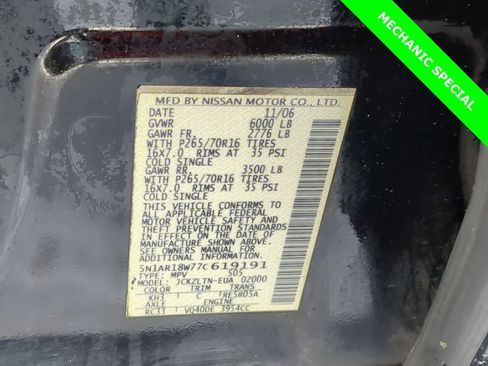 MECHANIC SPECIAL
MFD BY NISSAN MOTOR CO., LTD.
DATE 11/06
GVWR 6000 LB
GAWR FR. 2776 LB
WITH P265/70R16 TIRES
16X7.0 RIMS AT 35 PSI
COLD SINGLE
GAWR RR. 3500 LB
WITH P265/70R16 TIRES
16X7.0 RIMS AT 35 PSI
COLD SINGLE
THIS VEHICLE CONFORMS TO
ALL APPLICABLE FEDERAL
MOTOR VEHICLE SAFETY AND
THEFT PREVENTION STANDARDS
IN EFFECT ON THE DATE OF
MANUFACTURE SHOWN ABOVE.
SEE OWNERS MANUAL FOR
ADDITIONAL INFORMATION
5N1AR18W77C619191
TYPE: MPV 505
MODEL: JCKZLTN-EUA 02000
COLOR TRIM TRANS
KH3 C RE5R05A
AXLE ENGINE
RC33 VQ40DE 3954CC